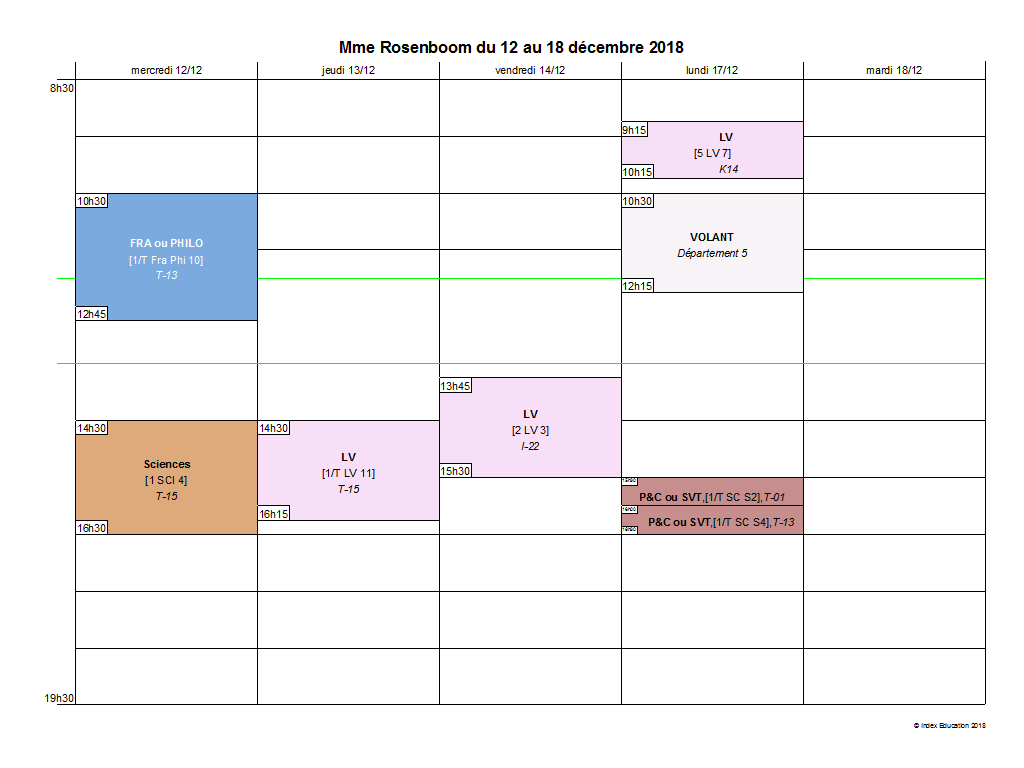 Mme Rosenboom du 12 au 18 décembre 2018
mercredi 12/12
jeudi 13/12
vendredi 14/12
lundi 17/12
mardi 18/12
8h30
9h15
LV
[5 LV 7]
K14
10h15
10h30
FRA ou PHILO
[1/T Fra Phi 10]
T-13
12h45
10h30
VOLANT
Département 5
12h15
13h45
LV
[2 LV 3]
I-22
15h30
14h30
Sciences
[1 SCI 4]
T-15
16h30
14h30
LV
[1/T LV 11]
T-15
16h15
15h30
P&C ou SVT,[1/T SC S2],T-01
16h00
P&C ou SVT,[1/T SC S4],T-13
16h30
19h30
© Index Education 2018